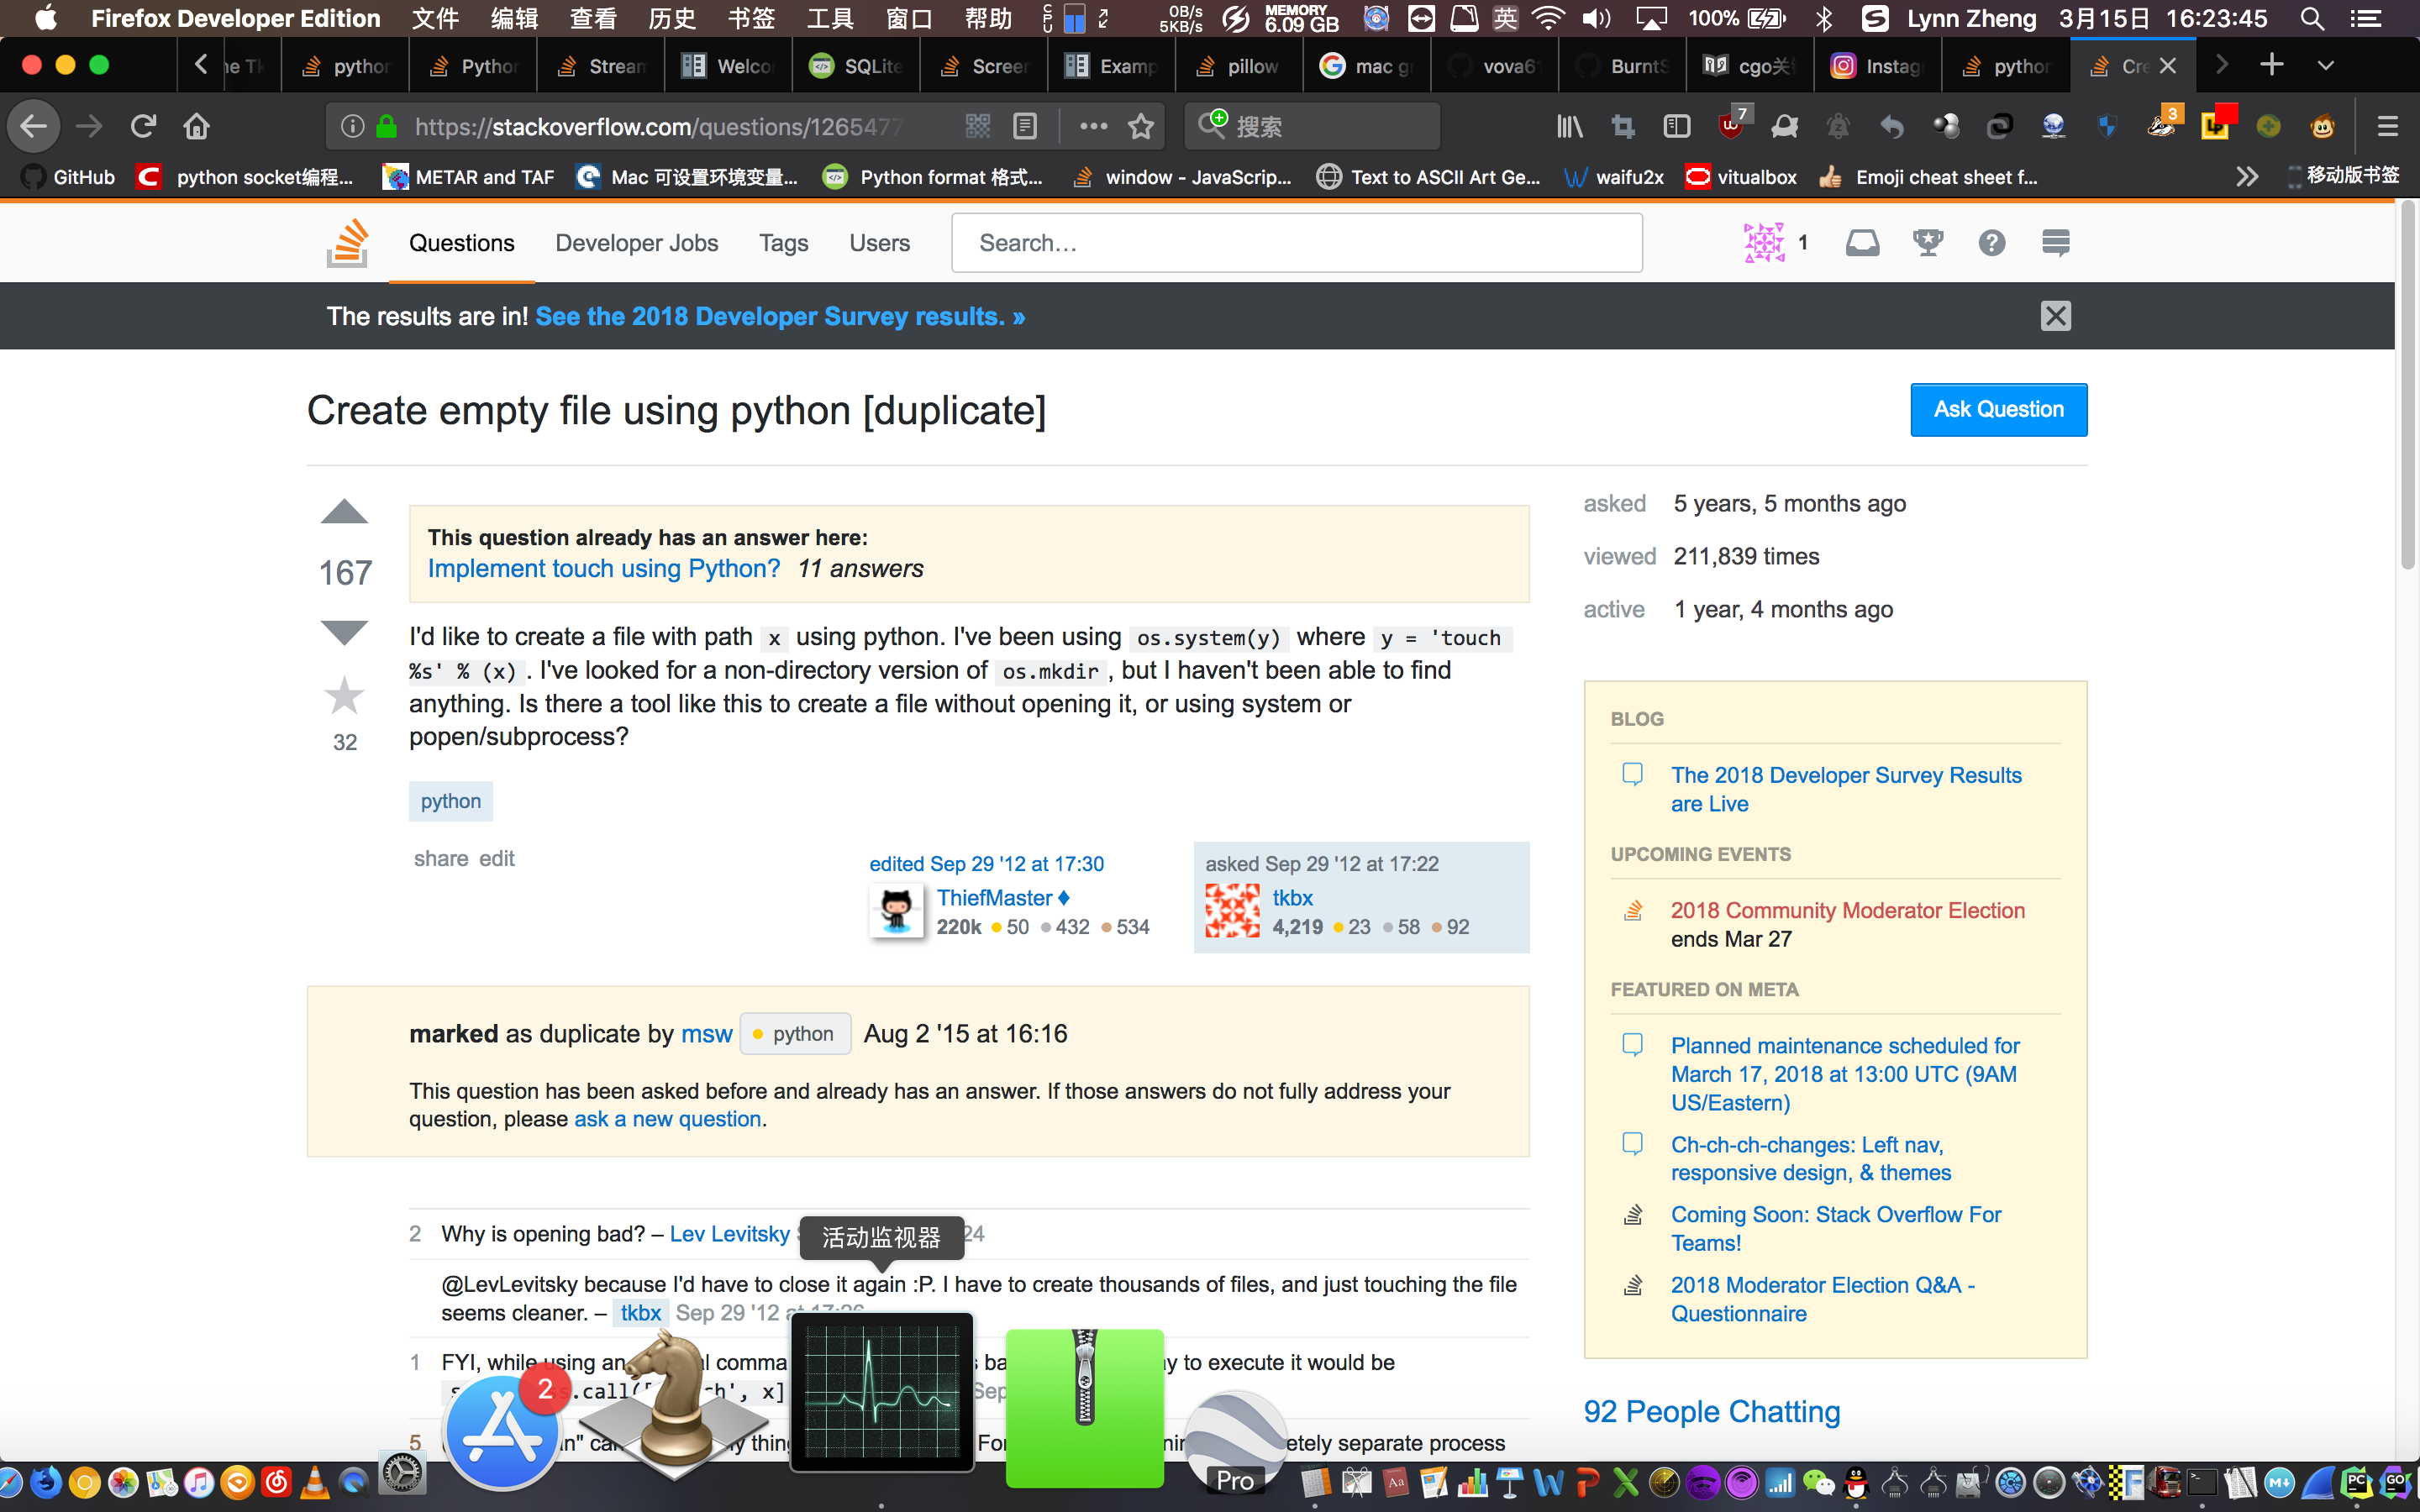 Firefox Developer Edition 文件 编辑 查看 历史 书签 工具 窗口 帮助 CPU 0B/s 5KB/s MEMORY 6.09 GB 英 100% Lynn Zheng 3月15日 16:23:45
python Python Stream Welco SQLite Screen Examp pillow mac g vova6 BurntS cgo关 Instag python Cre
https://stackoverflow.com/questions/1265477 搜索 7 3
GitHub python socket编程... METAR and TAF Mac 可设置环境变量... Python format 格式... window - JavaScrip... Text to ASCII Art Ge... waifu2x vitualbox Emoji cheat sheet f... 移动版书签
Questions Developer Jobs Tags Users Search... 1
The results are in! See the 2018 Developer Survey results. »
Create empty file using python [duplicate]
Ask Question
167
32
This question already has an answer here:
Implement touch using Python? 11 answers
I'd like to create a file with path x using python. I've been using os.system(y) where y = 'touch
%s' % (x) . I've looked for a non-directory version of os.mkdir , but I haven't been able to find
anything. Is there a tool like this to create a file without opening it, or using system or
popen/subprocess?
python
share edit
edited Sep 29 '12 at 17:30
ThiefMaster ♦
220k 50 432 534
asked Sep 29 '12 at 17:22
tkbx
4,219 23 58 92
marked as duplicate by msw python Aug 2 '15 at 16:16
This question has been asked before and already has an answer. If those answers do not fully address your
question, please ask a new question.
2 Why is opening bad? – Lev Levitsky 24
活动监视器
@LevLevitsky because I'd have to close it again :P. I have to create thousands of files, and just touching the file
seems cleaner. – tkbx Sep 29 '12 at 17:26
1 FYI, while using an l comma ba y to execute it would be
.call([ h', x] Sep
5 n" ca y thing For nin etely separate process
asked 5 years, 5 months ago
viewed 211,839 times
active 1 year, 4 months ago
BLOG
The 2018 Developer Survey Results
are Live
UPCOMING EVENTS
2018 Community Moderator Election
ends Mar 27
FEATURED ON META
Planned maintenance scheduled for
March 17, 2018 at 13:00 UTC (9AM
US/Eastern)
Ch-ch-ch-changes: Left nav,
responsive design, & themes
Coming Soon: Stack Overflow For
Teams!
2018 Moderator Election Q&A -
Questionnaire
92 People Chatting
2
Pro